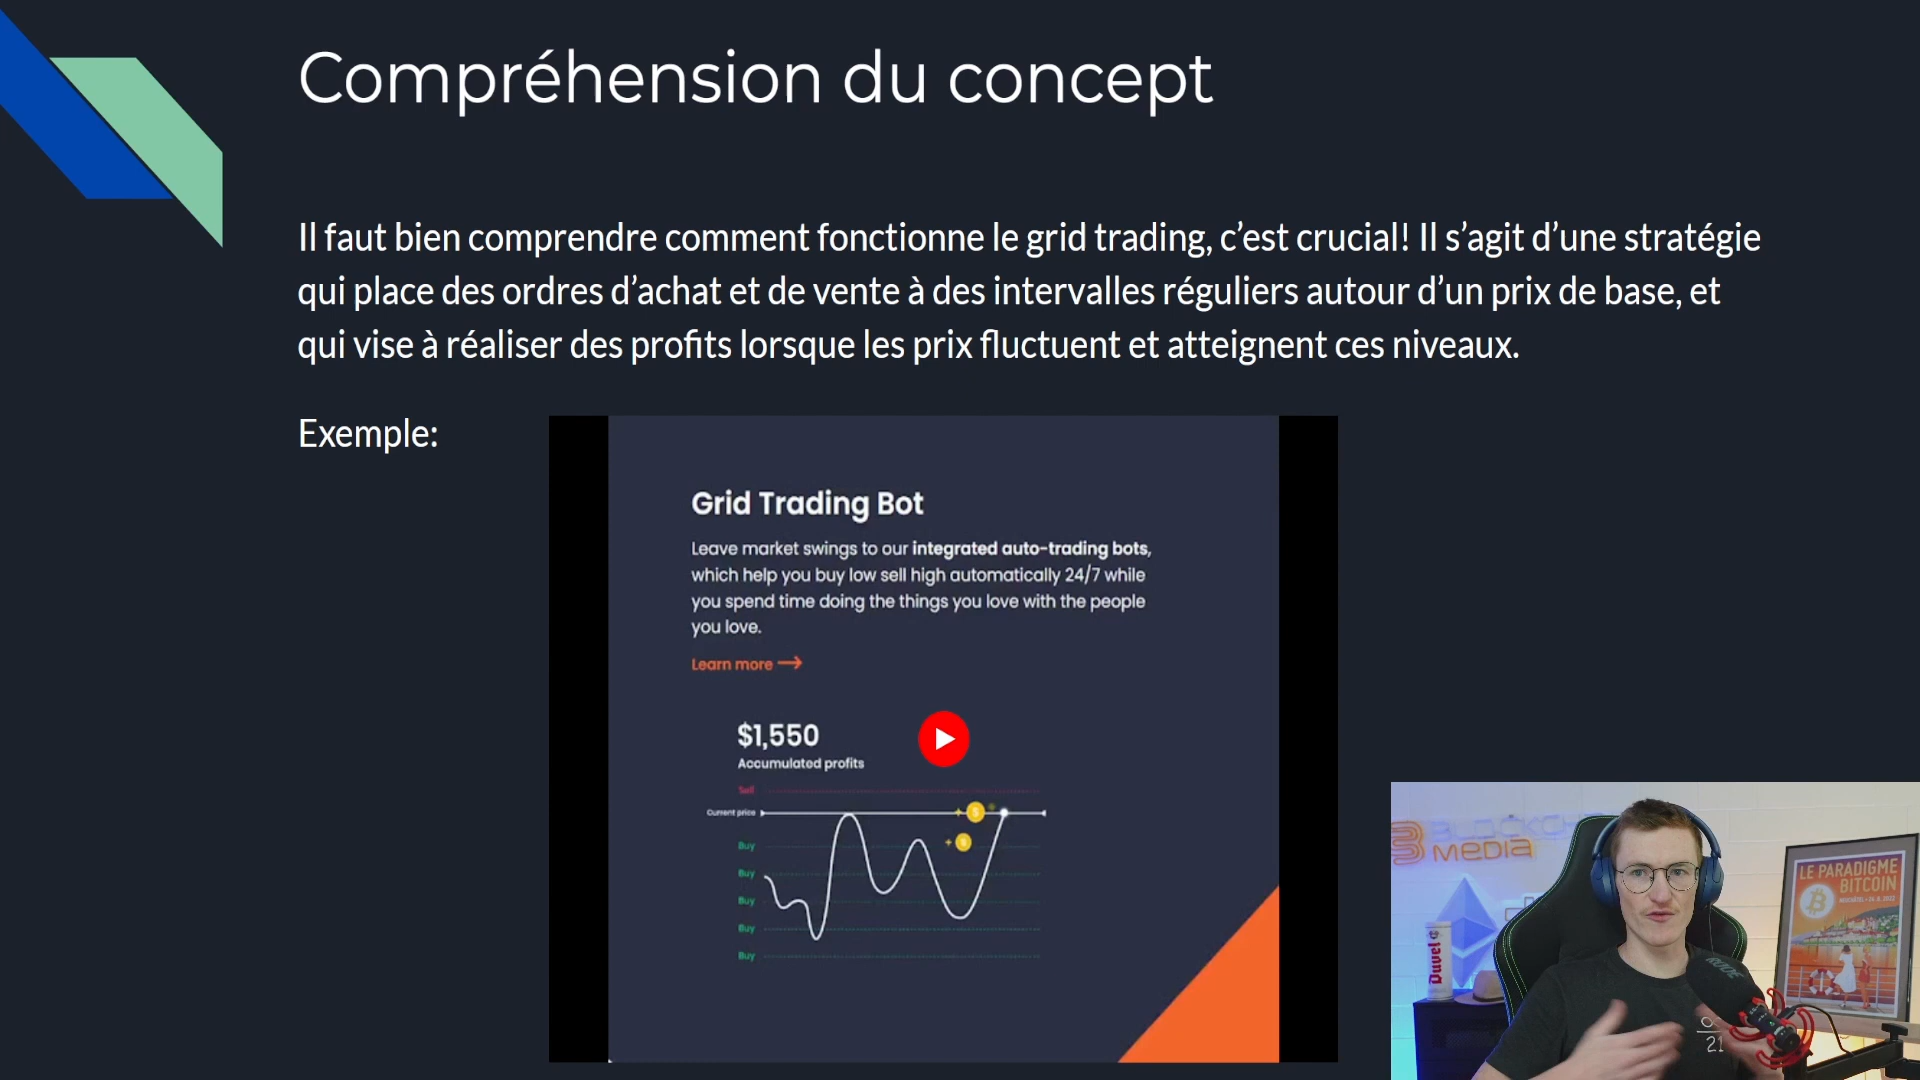 Compréhension du concept
Il faut bien comprendre comment fonctionne le grid trading, c’est crucial! Il s’agit d’une stratégie
qui place des ordres d’achat et de vente à des intervalles réguliers autour d’un prix de base, et
qui vise à réaliser des profits lorsque les prix fluctuent et atteignent ces niveaux.
Exemple:
Grid Trading Bot
Leave market swings to our integrated auto-trading bots,
which help you buy low sell high automatically 24/7 while
you spend time doing the things you love with the people
you love.
Learn more
$1,550
Accumulated profits
Sell
Current price
Buy
Buy
Buy
Buy
Buy
MEDIA
LE PARADIGME
BITCOIN
Duvel
RODE
21